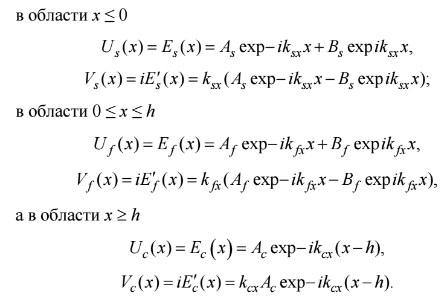 в области x ≤ 0
U_s(x) = E_s(x) = A_s exp−ik_{sx}x + B_s exp ik_{sx}x,
V_s(x) = iE′_s(x) = k_{sx}(A_s exp−ik_{sx}x − B_s exp ik_{sx}x);
в области 0 ≤ x ≤ h
U_f(x) = E_f(x) = A_f exp−ik_{fx}x + B_f exp ik_{fx}x,
V_f(x) = iE′_f(x) = k_{fx}(A_f exp−ik_{fx}x − B_f exp ik_{fx}x),
а в области x ≥ h
U_c(x) = E_c(x) = A_c exp−ik_{cx}(x−h),
V_c(x) = iE′_c(x) = k_{cx}A_c exp−ik_{cx}(x−h).